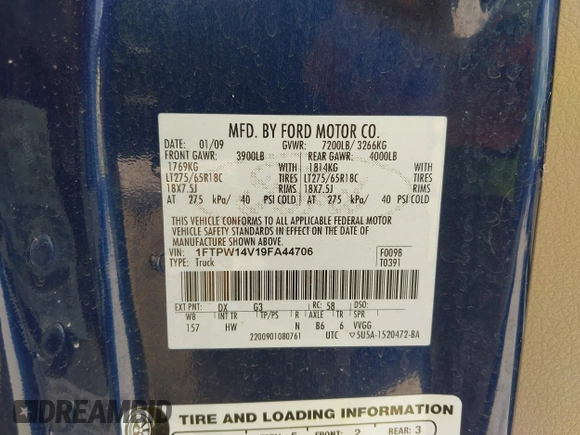 MFD. BY FORD MOTOR CO.
DATE: 01/09 GVWR: 7200LB/ 3266KG
FRONT GAWR: 3900LB REAR GAWR: 4000LB
1769KG 1814KG
LT275/65R18C TIRES LT275/65R18C TIRES
18X7.5J RIMS 18X7.5J RIMS
AT 275 kPa/ 40 PSI COLD AT 275 kPa/ 40 PSI COLD
THIS VEHICLE CONFORMS TO ALL APPLICABLE FEDERAL MOTOR
VEHICLE SAFETY STANDARDS IN EFFECT ON THE DATE OF
MANUFACTURE SHOWN ABOVE.
VIN: 1FTPW14V19FA44706 F0098
TYPE: Truck T0391
EXT PNT: DX G3 RC: 58 DSO:
WB INT TR TP/PS R AXLE TR SPR
157 HW N B6 6 VVGG
2200901080761 UTC ▽5U5A-1520472-BA
TIRE AND LOADING INFORMATION
FRONT: 2 REAR: 3
DREAMBID